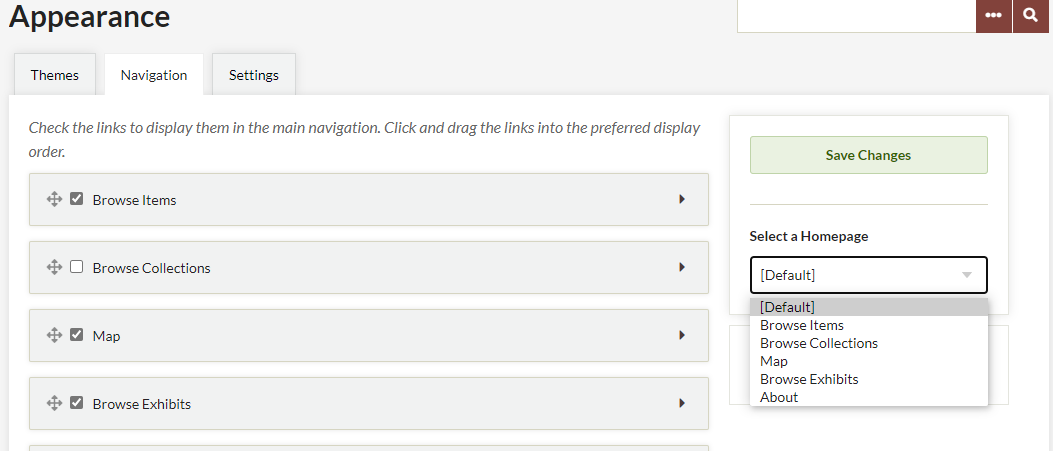 Appearance
Themes
Navigation
Settings
Check the links to display them in the main navigation. Click and drag the links into the preferred display
order.
Browse Items
Browse Collections
Map
Browse Exhibits
Save Changes
Select a Homepage
[Default]
[Default]
Browse Items
Browse Collections
Map
Browse Exhibits
About